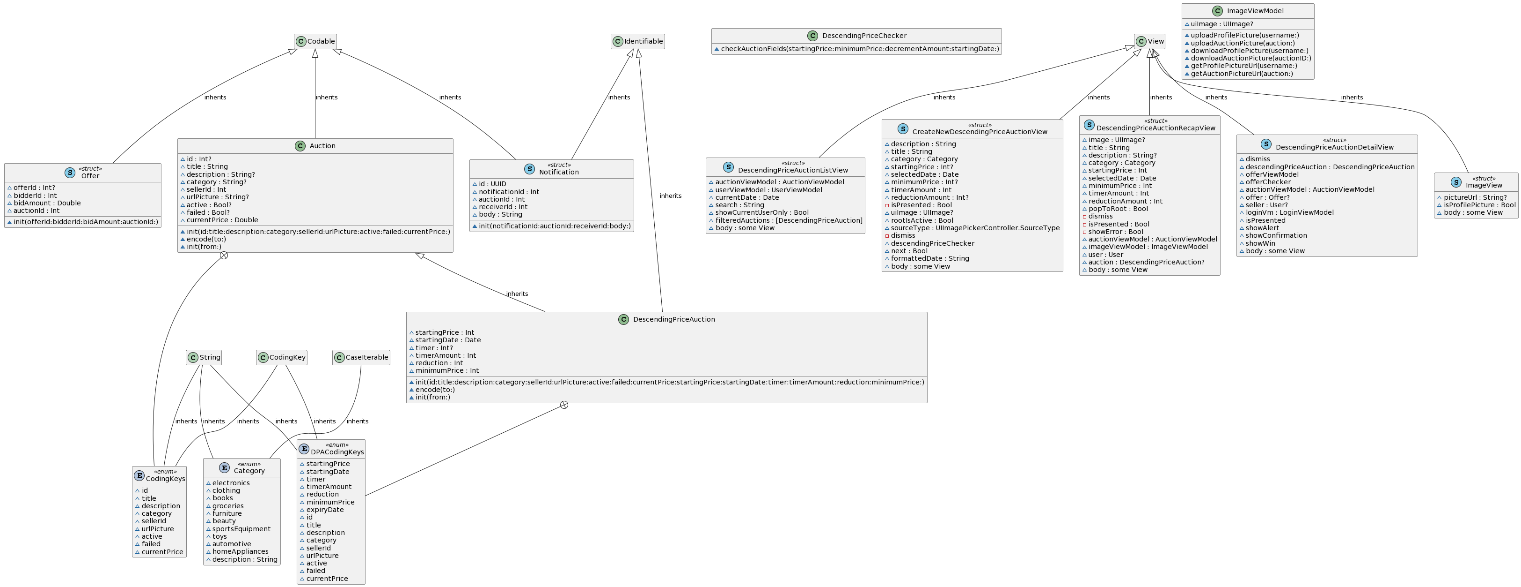 C ImageViewModel
uiImage : UIImage?
uploadProfilePicture(username:)
uploadAuctionPicture(auction:)
downloadProfilePicture(username:)
downloadAuctionPicture(auctionID:)
getProfilePictureUrl(username:)
getAuctionPictureUrl(auction:)
C Codable
C Identifiable
C DescendingPriceChecker
checkAuctionFields(startingPrice:minimumPrice:decrementAmount:startingDate:)
C View
inherits
inherits
inherits
inherits
inherits
inherits
inherits
inherits
inherits
«struct»
S Offer
offerId : Int?
bidderId : Int
bidAmount : Double
auctionId : Int
init(offerId:bidderId:bidAmount:auctionId:)
C Auction
id : Int?
title : String
description : String?
category : String?
sellerId : Int
urlPicture : String?
active : Bool?
failed : Bool?
currentPrice : Double
init(id:title:description:category:sellerId:urlPicture:active:failed:currentPrice:)
encode(to:)
init(from:)
«struct»
S Notification
id : UUID
notificationId : Int
auctionId : Int
receiverId : Int
body : String
init(notificationId:auctionId:receiverId:body:)
inherits
«struct»
S DescendingPriceAuctionListView
auctionViewModel : AuctionViewModel
userViewModel : UserViewModel
currentDate : Date
search : String
showCurrentUserOnly : Bool
filteredAuctions : [DescendingPriceAuction]
body : some View
«struct»
S CreateNewDescendingPriceAuctionView
description : String
title : String
category : Category
startingPrice : Int?
selectedDate : Date
minimumPrice : Int?
timerAmount : Int?
reductionAmount : Int?
isPresented : Bool
uiImage : UIImage?
rootIsActive : Bool
sourceType : UIImagePickerController.SourceType
dismiss
descendingPriceChecker
next : Bool
formattedDate : String
body : some View
«struct»
S DescendingPriceAuctionRecapView
image : UIImage?
title : String
description : String?
category : Category
startingPrice : Int
selectedDate : Date
minimumPrice : Int
timerAmount : Int
reductionAmount : Int
popToRoot : Bool
dismiss
isPresented : Bool
showError : Bool
auctionViewModel : AuctionViewModel
imageViewModel : ImageViewModel
user : User
auction : DescendingPriceAuction?
body : some View
«struct»
S DescendingPriceAuctionDetailView
dismiss
descendingPriceAuction : DescendingPriceAuction
offerViewModel
offerChecker
auctionViewModel : AuctionViewModel
offer : Offer?
seller : User?
loginVm : LoginViewModel
isPresented
showAlert
showConfirmation
showWin
body : some View
«struct»
S ImageView
pictureUrl : String?
isProfilePicture : Bool
body : some View
inherits
C DescendingPriceAuction
startingPrice : Int
startingDate : Date
timer : Int?
timerAmount : Int
reduction : Int
minimumPrice : Int
init(id:title:description:category:sellerId:urlPicture:active:failed:currentPrice:startingPrice:startingDate:timer:timerAmount:reduction:minimumPrice:)
encode(to:)
init(from:)
C String
C CodingKey
C CaseIterable
inherits
inherits
inherits
inherits
«enum»
E CodingKeys
id
title
description
category
sellerId
urlPicture
active
failed
currentPrice
«enum»
E Category
electronics
clothing
books
groceries
furniture
beauty
sportsEquipment
toys
automotive
homeAppliances
description : String
«enum»
E DPACodingKeys
startingPrice
startingDate
timer
timerAmount
reduction
minimumPrice
expiryDate
id
title
description
category
sellerId
urlPicture
active
failed
currentPrice